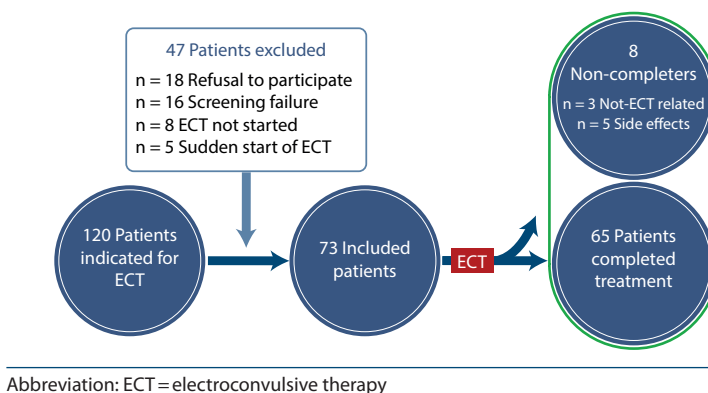 47 Patients excluded
n = 18 Refusal to participate
n = 16 Screening failure
n = 8 ECT not started
n = 5 Sudden start of ECT
120 Patients
indicated for
ECT
73 Included
patients
ECT
8
Non-completers
n = 3 Not-ECT related
n = 5 Side effects
65 Patients
completed
treatment
Abbreviation: ECT = electroconvulsive therapy